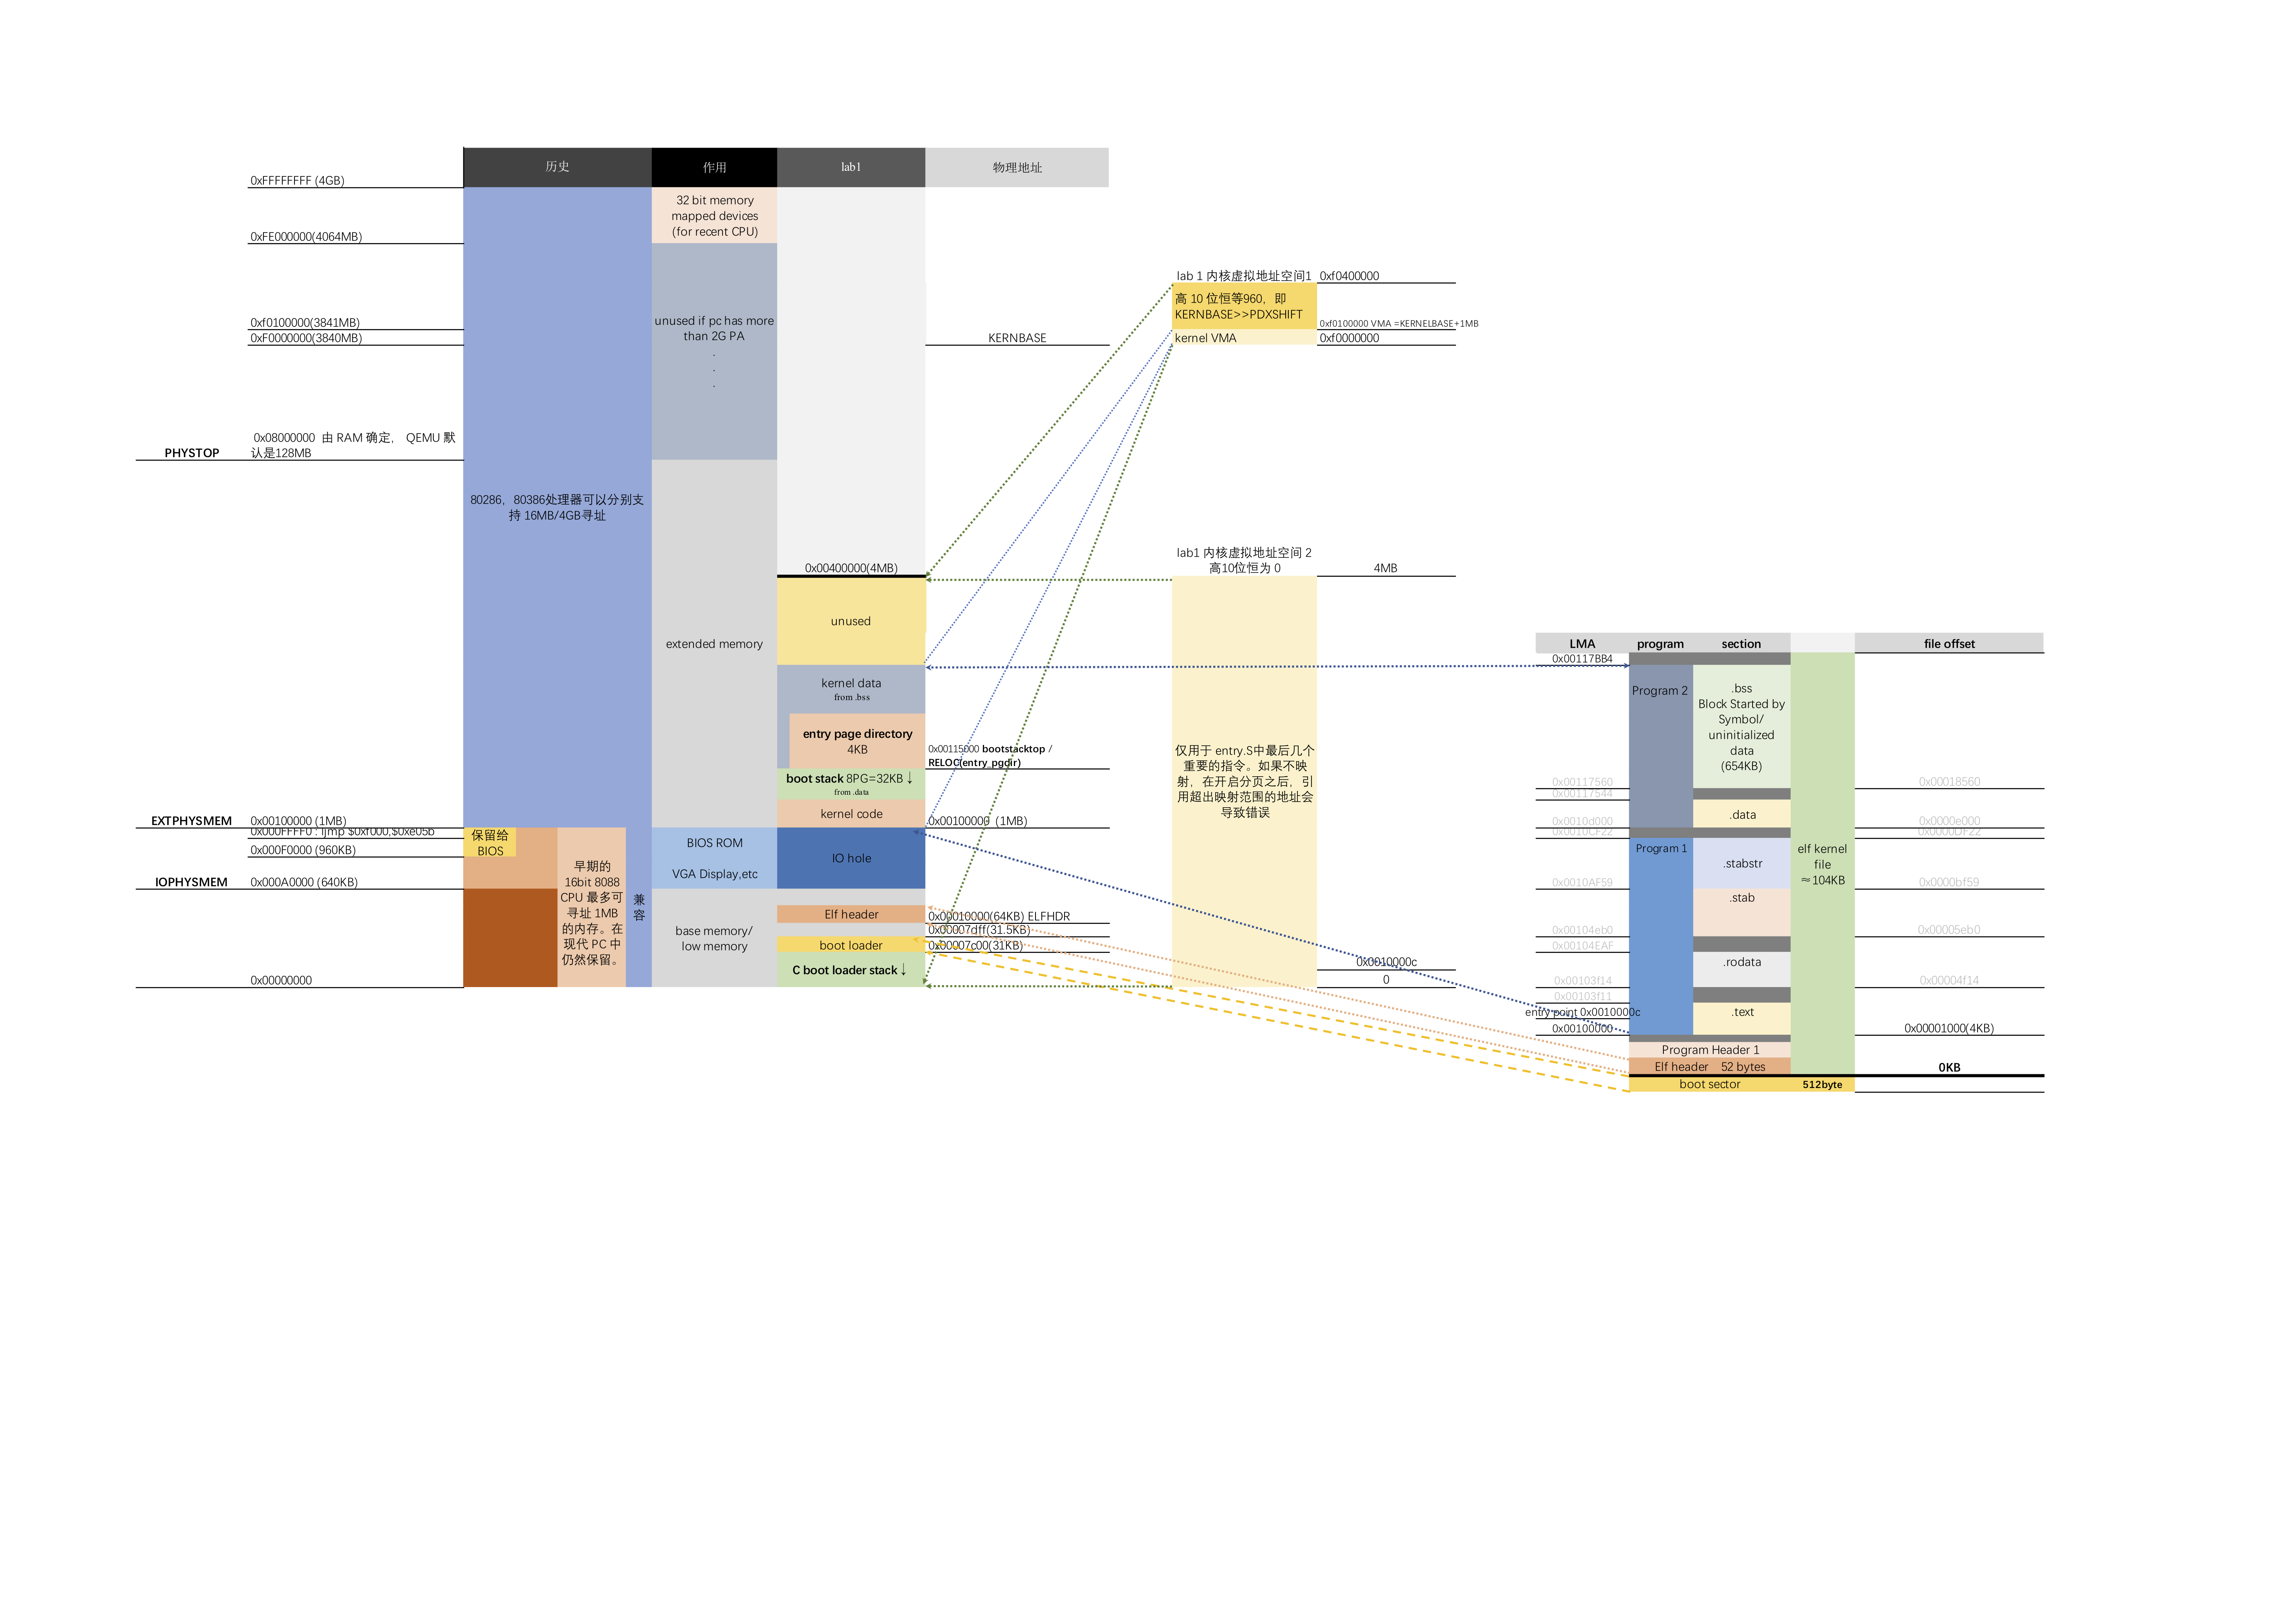 历史
作用
lab1
物理地址
0xFFFFFFFF (4GB)
32 bit memory
mapped devices
(for recent CPU)
0xFE000000(4064MB)
unused if pc has more
than 2G PA
.
.
.
0xf0100000(3841MB)
0xF0000000(3840MB)
KERNBASE
PHYSTOP
0x08000000 由 RAM 确定， QEMU 默
认是128MB
80286，80386处理器可以分别支
持 16MB/4GB寻址
0x00400000(4MB)
unused
extended memory
kernel data
from .bss
entry page directory
4KB
0x00115000 bootstacktop /
RELOC(entry_pgdir)
boot stack 8PG=32KB↓
from .data
kernel code
EXTPHYSMEM
0x00100000 (1MB)
0x00100000 (1MB)
0x000FFFF0 : ljmp $0xf000,$0xe05b
0x000F0000 (960KB)
保留给
BIOS
早期的
16bit 8088
CPU 最多可
寻址 1MB
的内存。在
现代 PC 中
仍然保留。
兼
容
BIOS ROM
VGA Display,etc
IO hole
IOPHYSMEM
0x000A0000 (640KB)
base memory/
low memory
Elf header
0x00010000(64KB) ELFHDR
0x00007dff(31.5KB)
boot loader
0x00007c00(31KB)
C boot loader stack↓
0x00000000
lab 1 内核虚拟地址空间1
0xf0400000
高 10 位恒等960，即
KERNBASE>>PDXSHIFT
0xf0100000 VMA =KERNELBASE+1MB
kernel VMA
0xf0000000
lab1 内核虚拟地址空间 2
高10位恒为 0
4MB
仅用于 entry.S中最后几个
重要的指令。如果不映
射，在开启分页之后，引
用超出映射范围的地址会
导致错误
0x0010000c
0
LMA
program
section
file offset
0x00117BB4
Program 2
.bss
Block Started by
Symbol/
uninitialized
data
(654KB)
0x00117560
0x00018560
0x00117544
.data
0x0010d000
0x0000e000
0x0010CF22
0x0000DF22
Program 1
.stabstr
elf kernel
file
≈104KB
0x0010AF59
0x0000bf59
.stab
0x00104eb0
0x00005eb0
0x00104EAF
.rodata
0x00103f14
0x00004f14
0x00103f11
entry point 0x0010000c
.text
0x00100000
0x00001000(4KB)
Program Header 1
Elf header 52 bytes
0KB
boot sector
512byte